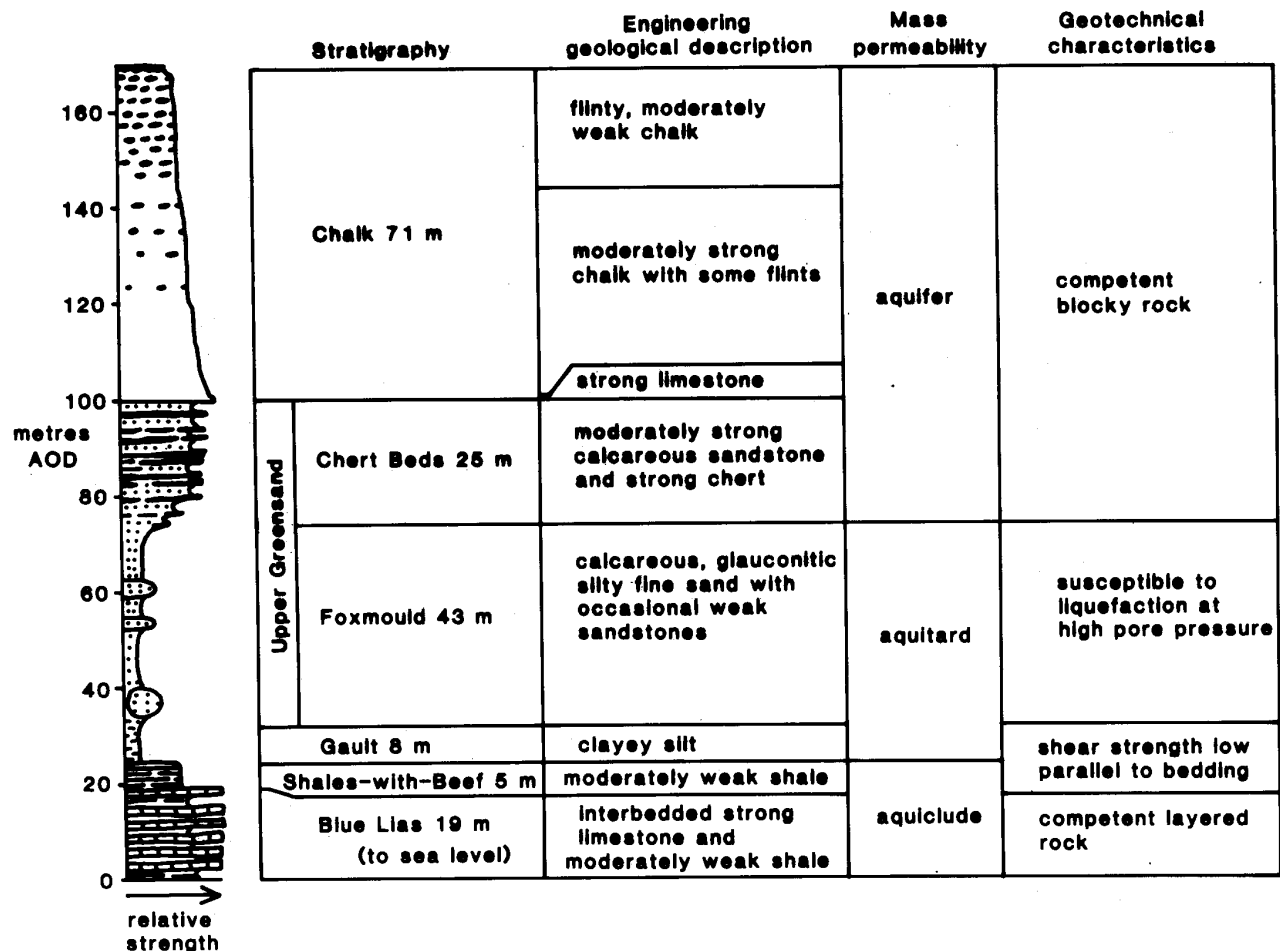 Stratigraphy
Engineering
geological description
Mass
permeability
Geotechnical
characteristics
160
140
120
100
metres
AOD
80
60
40
20
0
relative
strength
Chalk 71 m
flinty, moderately
weak chalk
moderately strong
chalk with some flints
strong limestone
aquifer
competent
blocky rock
Upper Greensand
Chert Beds 25 m
moderately strong
calcareous sandstone
and strong chert
Foxmould 43 m
calcareous, glauconitic
silty fine sand with
occasional weak
sandstones
aquitard
susceptible to
liquefaction at
high pore pressure
Gault 8 m
clayey silt
shear strength low
parallel to bedding
Shales-with-Beef 5 m
moderately weak shale
Blue Lias 19 m
(to sea level)
interbedded strong
limestone and
moderately weak shale
aquiclude
competent layered
rock